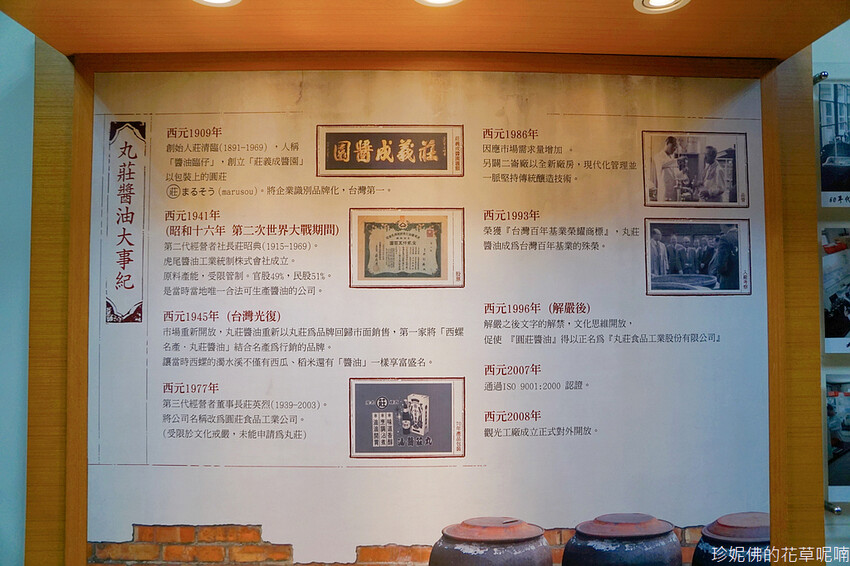 丸莊醬油大事紀
西元1909年
創始人莊清臨(1891-1969)，人稱
「醬油臨仔」，創立「莊義成醬園」
以包裝上的圓莊
莊 まるそう (marusou)。將企業識別品牌化，台灣第一。
園醬成義莊
西元1941年
(昭和十六年 第二次世界大戰期間)
第二代經營者社長莊昭典(1915-1969)。
虎尾醬油工業統制株式會社成立。
原料產能，受限管制。官股49%，民股51%。
是當時當地唯一合法可生產醬油的公司。
股票
西元1945年 (台灣光復)
市場重新開放，丸莊醬油重新以丸莊為品牌回歸市面銷售，第一家將「西螺
名產．丸莊醬油」結合名產為行銷的品牌。
讓當時西螺的濁水溪不僅有西瓜、稻米還有「醬油」一樣享富盛名。
西元1977年
第三代經營者董事長莊英烈(1939-2003)。
將公司名稱改為圓莊食品工業公司。
(受限於文化戒嚴，未能申請為丸莊)
莊
油醬莊丸
西元1986年
因應市場需求量增加 。
另闢二崙廠以全新廠房，現代化管理並
一脈堅持傳統釀造技術。
西元1993年
榮獲『台灣百年基業榮耀商標』，丸莊
醬油成為台灣百年基業的殊榮。
西元1996年 (解嚴後)
解嚴之後文字的解禁，文化思維開放，
促使 『圓莊醬油』得以正名為『丸莊食品工業股份有限公司』
西元2007年
通過ISO 9001:2000 認證。
西元2008年
觀光工廠成立正式對外開放。
珍妮佛的花草呢喃